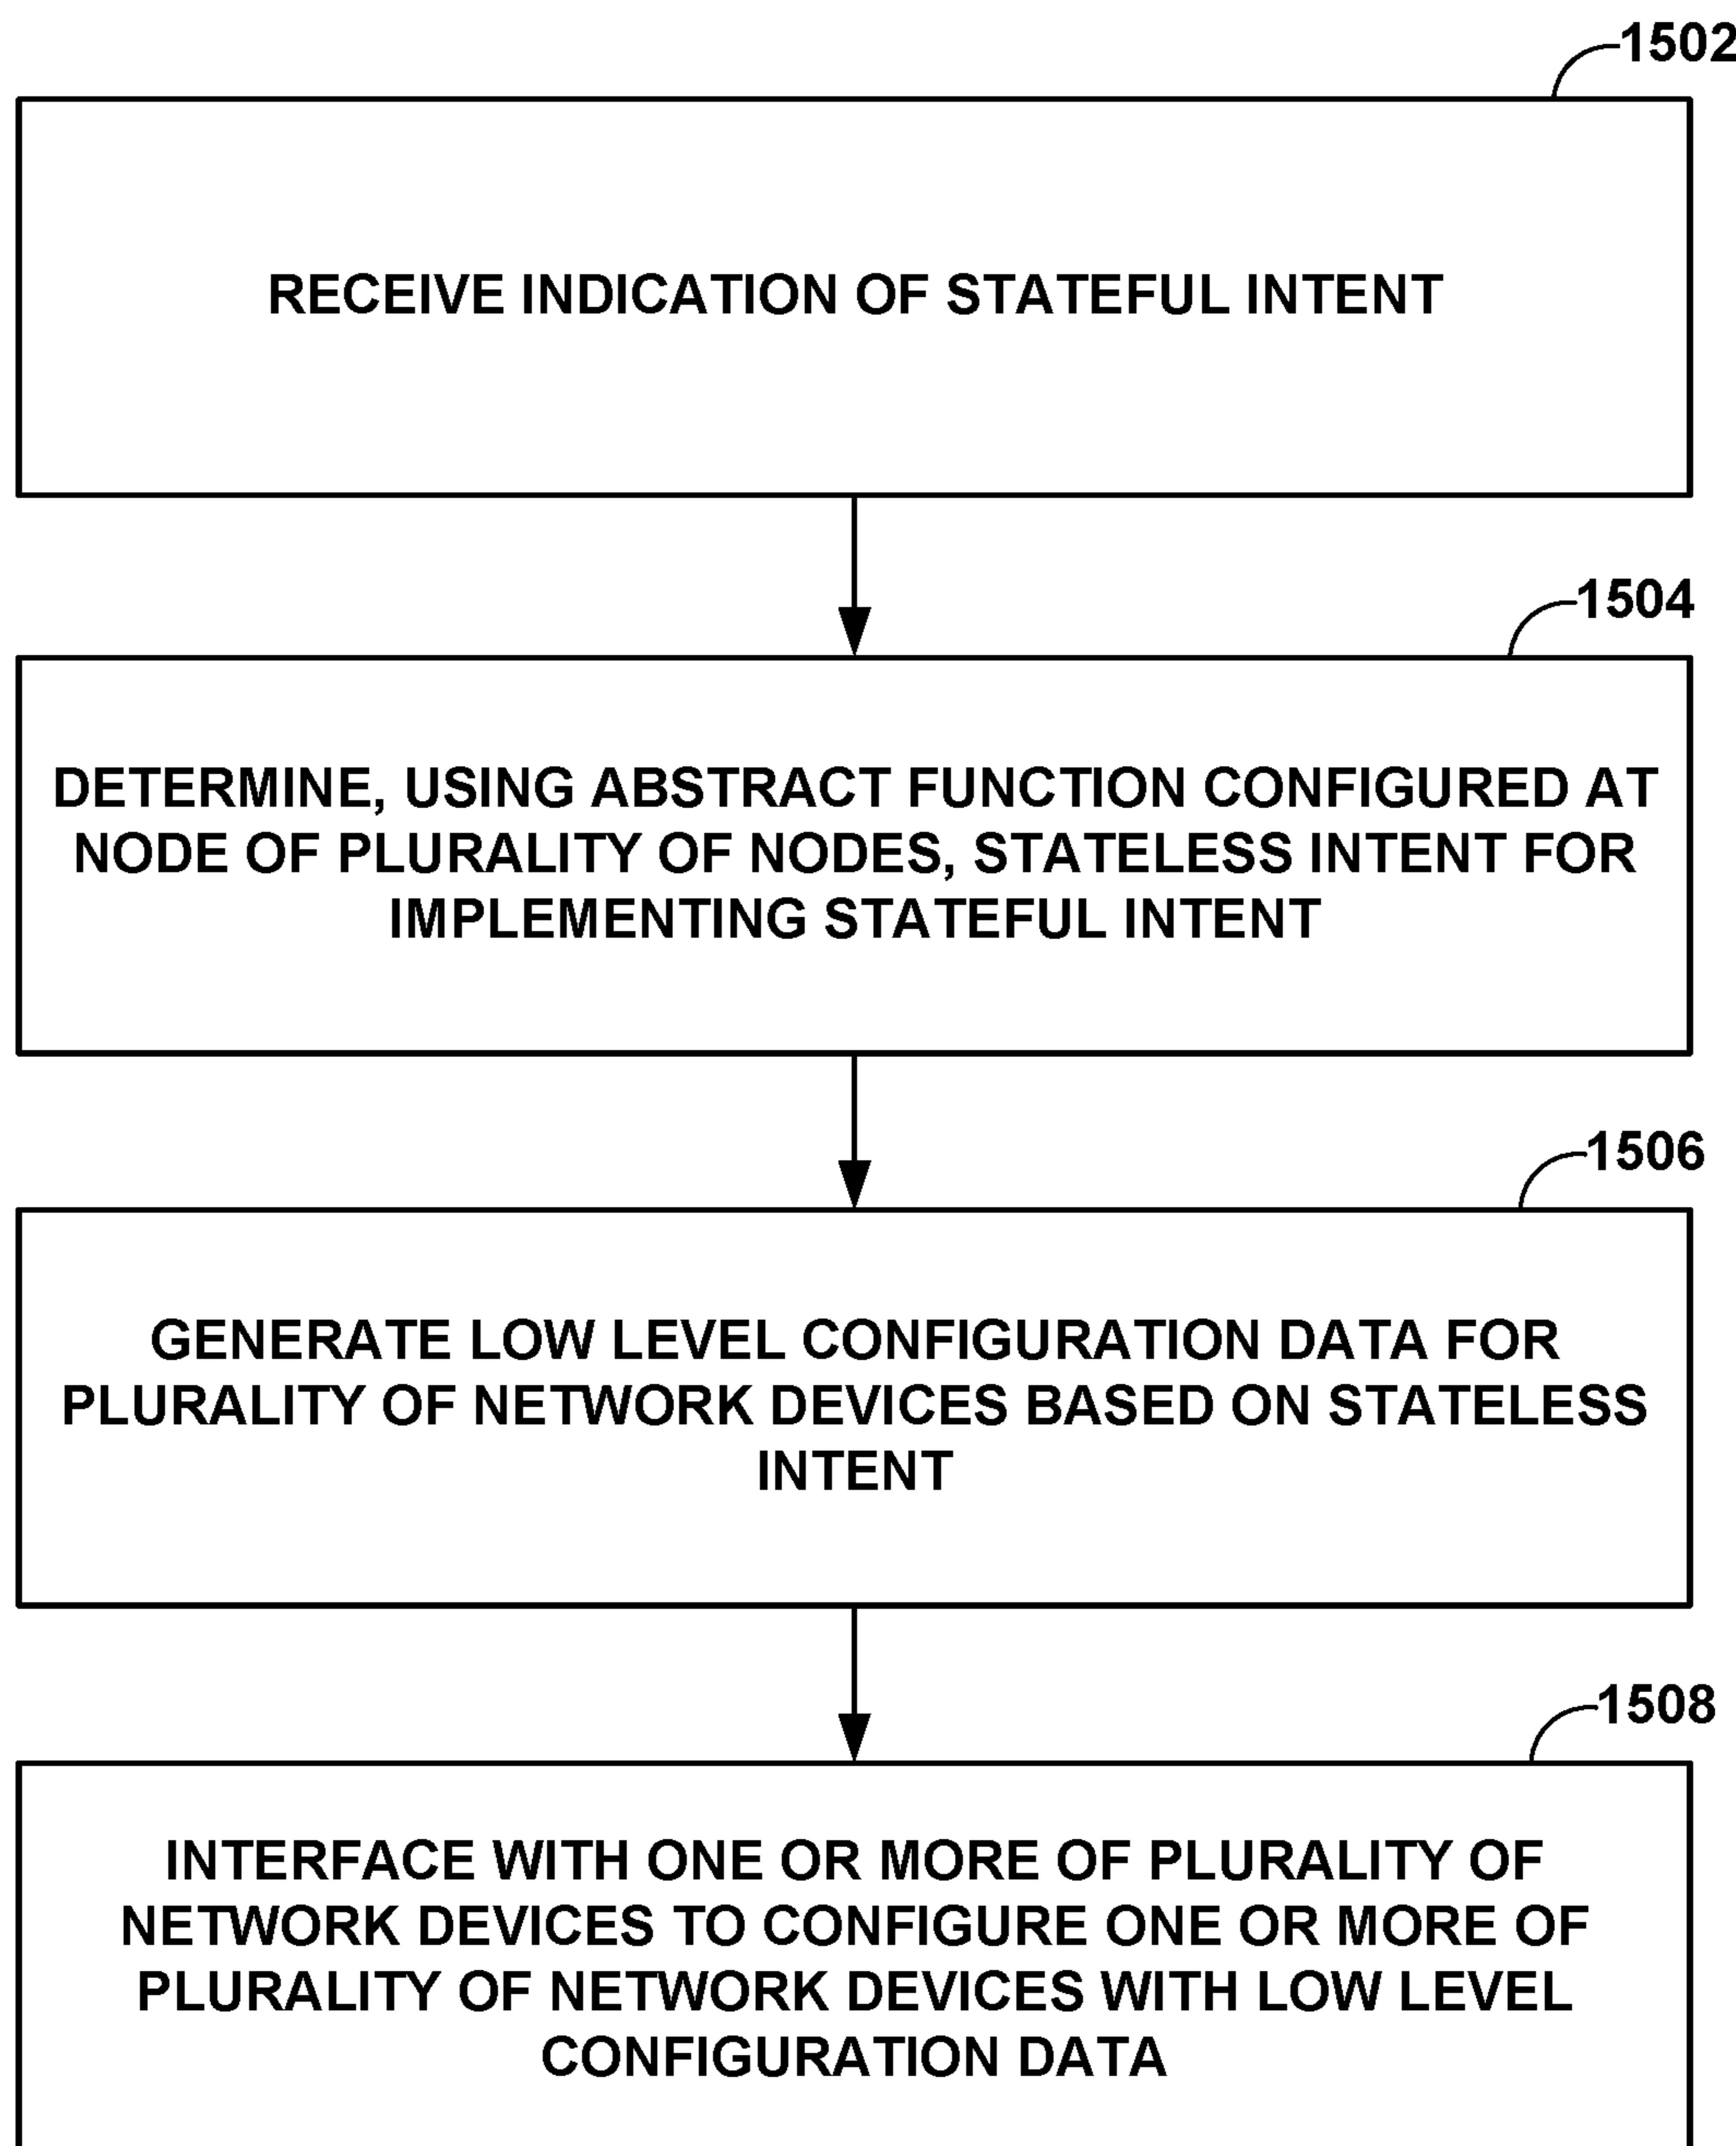 1502
RECEIVE INDICATION OF STATEFUL INTENT
1504
DETERMINE, USING ABSTRACT FUNCTION CONFIGURED AT
NODE OF PLURALITY OF NODES, STATELESS INTENT FOR
IMPLEMENTING STATEFUL INTENT
1506
GENERATE LOW LEVEL CONFIGURATION DATA FOR
PLURALITY OF NETWORK DEVICES BASED ON STATELESS
INTENT
1508
INTERFACE WITH ONE OR MORE OF PLURALITY OF
NETWORK DEVICES TO CONFIGURE ONE OR MORE OF
PLURALITY OF NETWORK DEVICES WITH LOW LEVEL
CONFIGURATION DATA